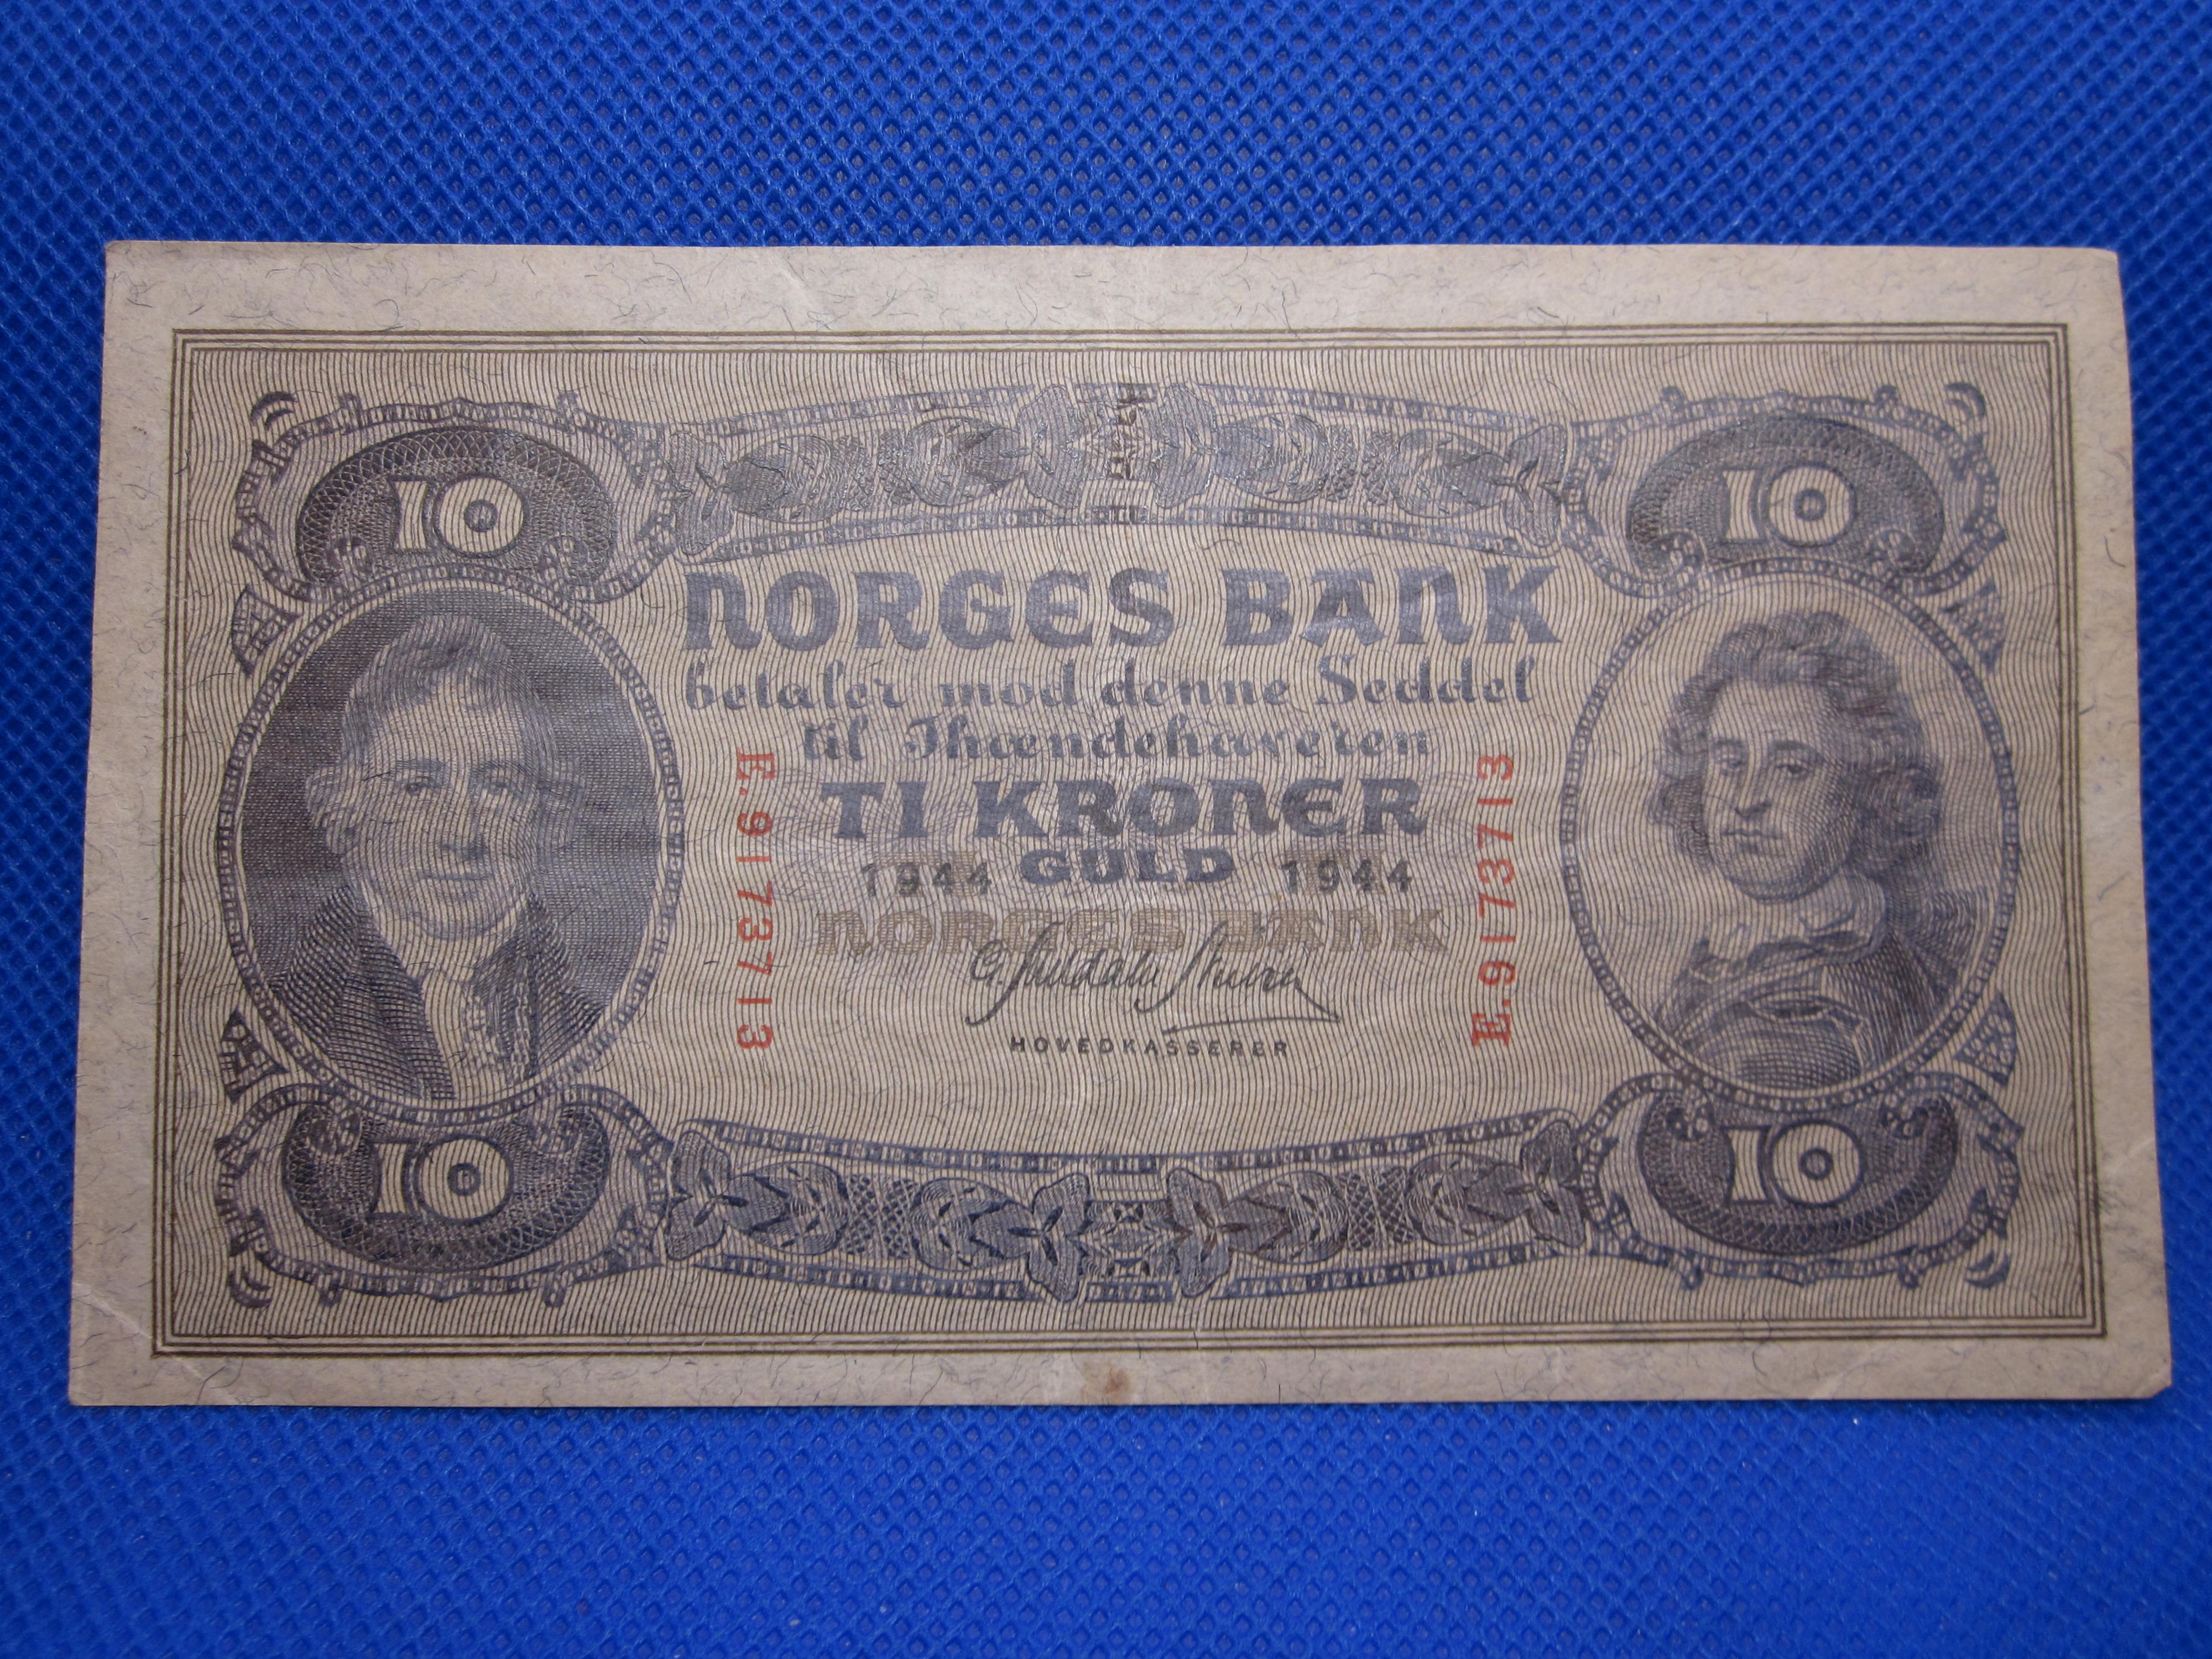 10 10
NORGES BANK
betaler mod denne Seddel
til Ihændehaveren
TI KRONER
GULD
1944 1944
NORGES BANK
E.9173713
E.9173713
HOVEDKASSERER
10 10